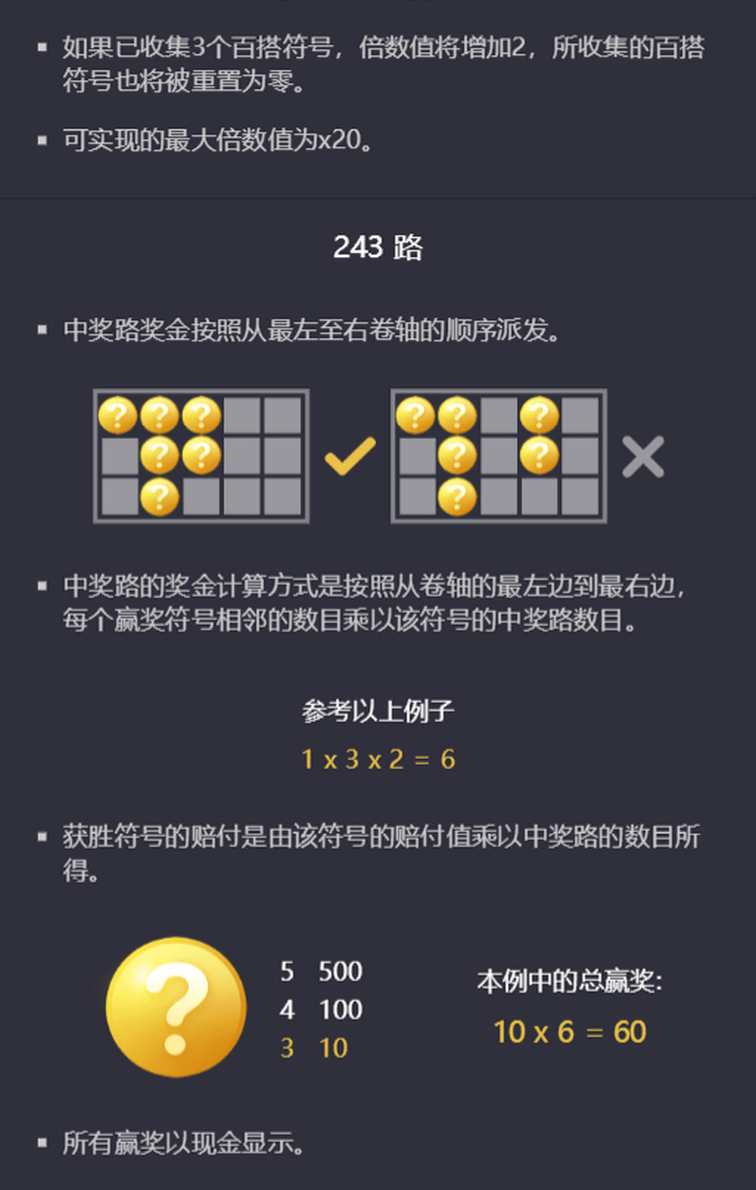 ▪ 如果已收集3个百搭符号，倍数值将增加2，所收集的百搭
符号也将被重置为零。
▪ 可实现的最大倍数值为x20。
243 路
▪ 中奖路奖金按照从最左至右卷轴的顺序派发。
? ? ? ? ? ?
? ? ? ?
? ?
▪ 中奖路的奖金计算方式是按照从卷轴的最左边到最右边，
每个赢奖符号相邻的数目乘以该符号的中奖路数目。
参考以上例子
1 x 3 x 2 = 6
▪ 获胜符号的赔付是由该符号的赔付值乘以中奖路的数目所
得。
?
5 500
4 100
3 10
本例中的总赢奖:
10 x 6 = 60
▪ 所有赢奖以现金显示。